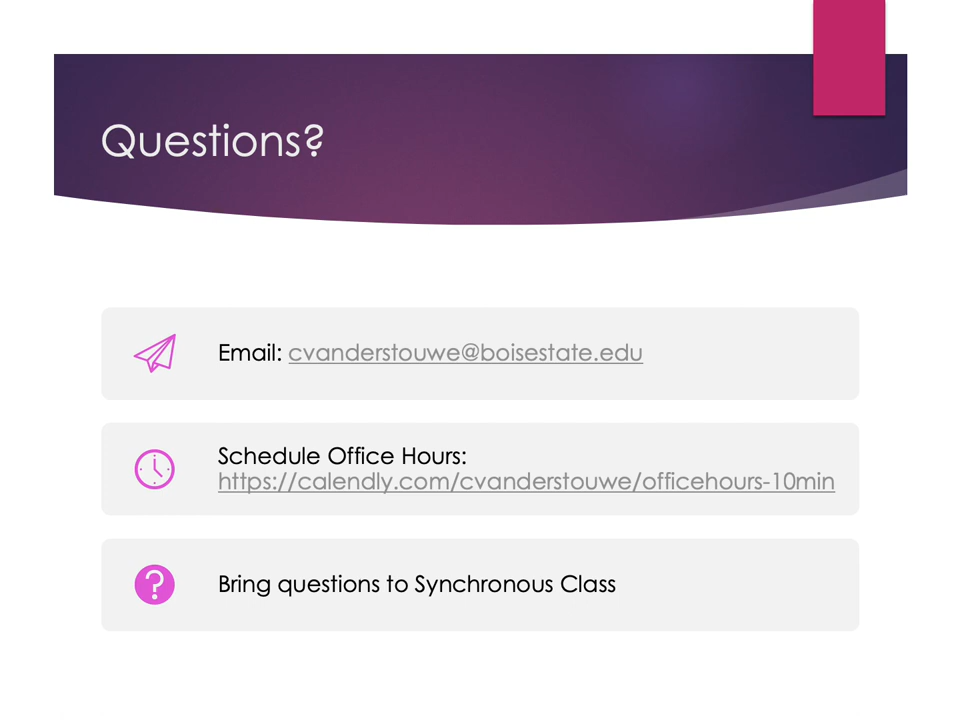 Questions?
Email: cvanderstouwe@boisestate.edu
Schedule Office Hours:
https://calendly.com/cvanderstouwe/officehours-10min
Bring questions to Synchronous Class